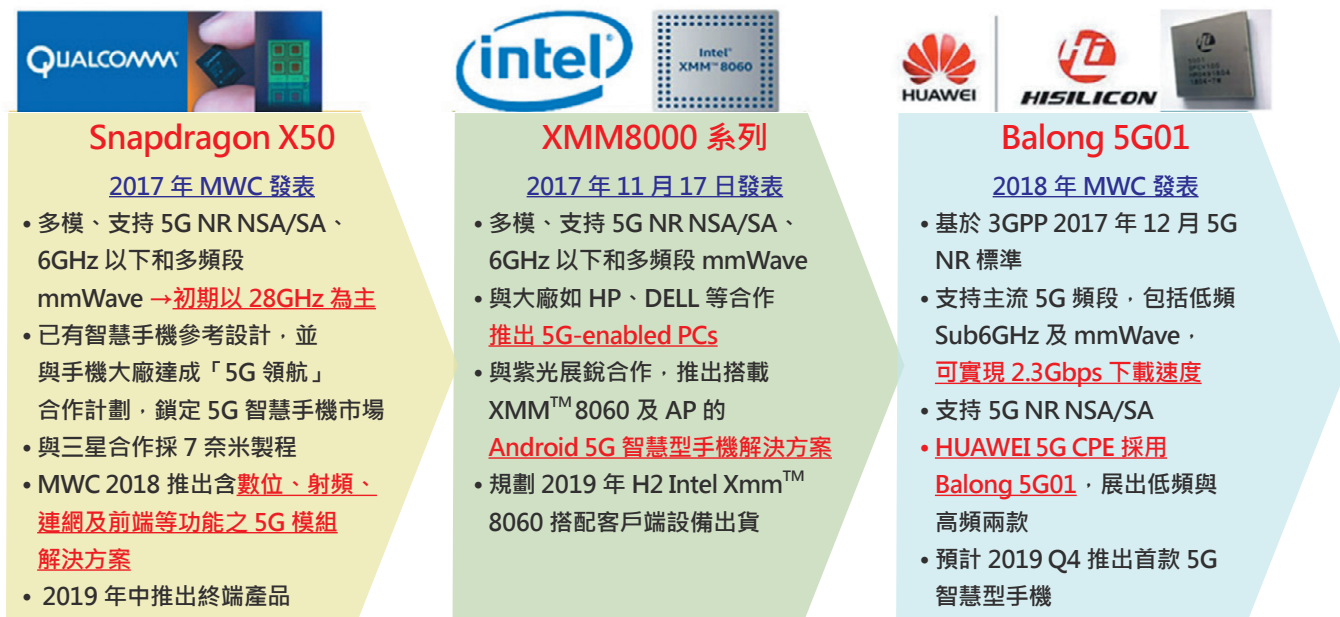 QUALCOMM
Snapdragon X50
2017 年 MWC 發表
• 多模、支持 5G NR NSA/SA、
6GHz 以下和多頻段
mmWave →初期以 28GHz 為主
• 已有智慧手機參考設計，並
與手機大廠達成「5G 領航」
合作計劃，鎖定 5G 智慧手機市場
• 與三星合作採 7 奈米製程
• MWC 2018 推出含數位、射頻、
連網及前端等功能之 5G 模組
解決方案
• 2019 年中推出終端產品
intel
Intel®
XMM™ 8060
XMM8000 系列
2017 年 11 月 17 日發表
• 多模、支持 5G NR NSA/SA、
6GHz 以下和多頻段 mmWave
• 與大廠如 HP、DELL 等合作
推出 5G-enabled PCs
• 與紫光展銳合作，推出搭載
XMM™ 8060 及 AP 的
Android 5G 智慧型手機解決方案
• 規劃 2019 年 H2 Intel Xmm™
8060 搭配客戶端設備出貨
HUAWEI
HISILICON
Balong 5G01
2018 年 MWC 發表
• 基於 3GPP 2017 年 12 月 5G
NR 標準
• 支持主流 5G 頻段，包括低頻
Sub6GHz 及 mmWave，
可實現 2.3Gbps 下載速度
• 支持 5G NR NSA/SA
• HUAWEI 5G CPE 採用
Balong 5G01，展出低頻與
高頻兩款
• 預計 2019 Q4 推出首款 5G
智慧型手機